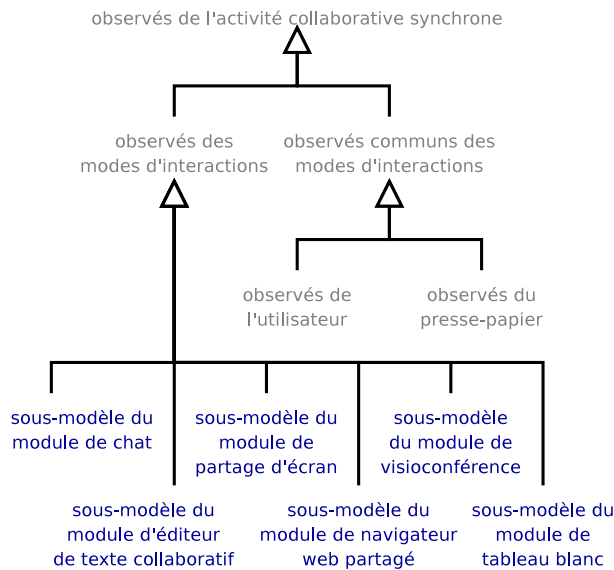 observés de l'activité collaborative synchrone
observés des
modes d'interactions
observés communs des
modes d'interactions
observés de
l'utilisateur
observés du
presse-papier
sous-modèle du
module de chat
sous-modèle du
module de
partage d'écran
sous-modèle
du module de
visioconférence
sous-modèle du
module d'éditeur
de texte collaboratif
sous-modèle du
module de navigateur
web partagé
sous-modèle du
module de
tableau blanc